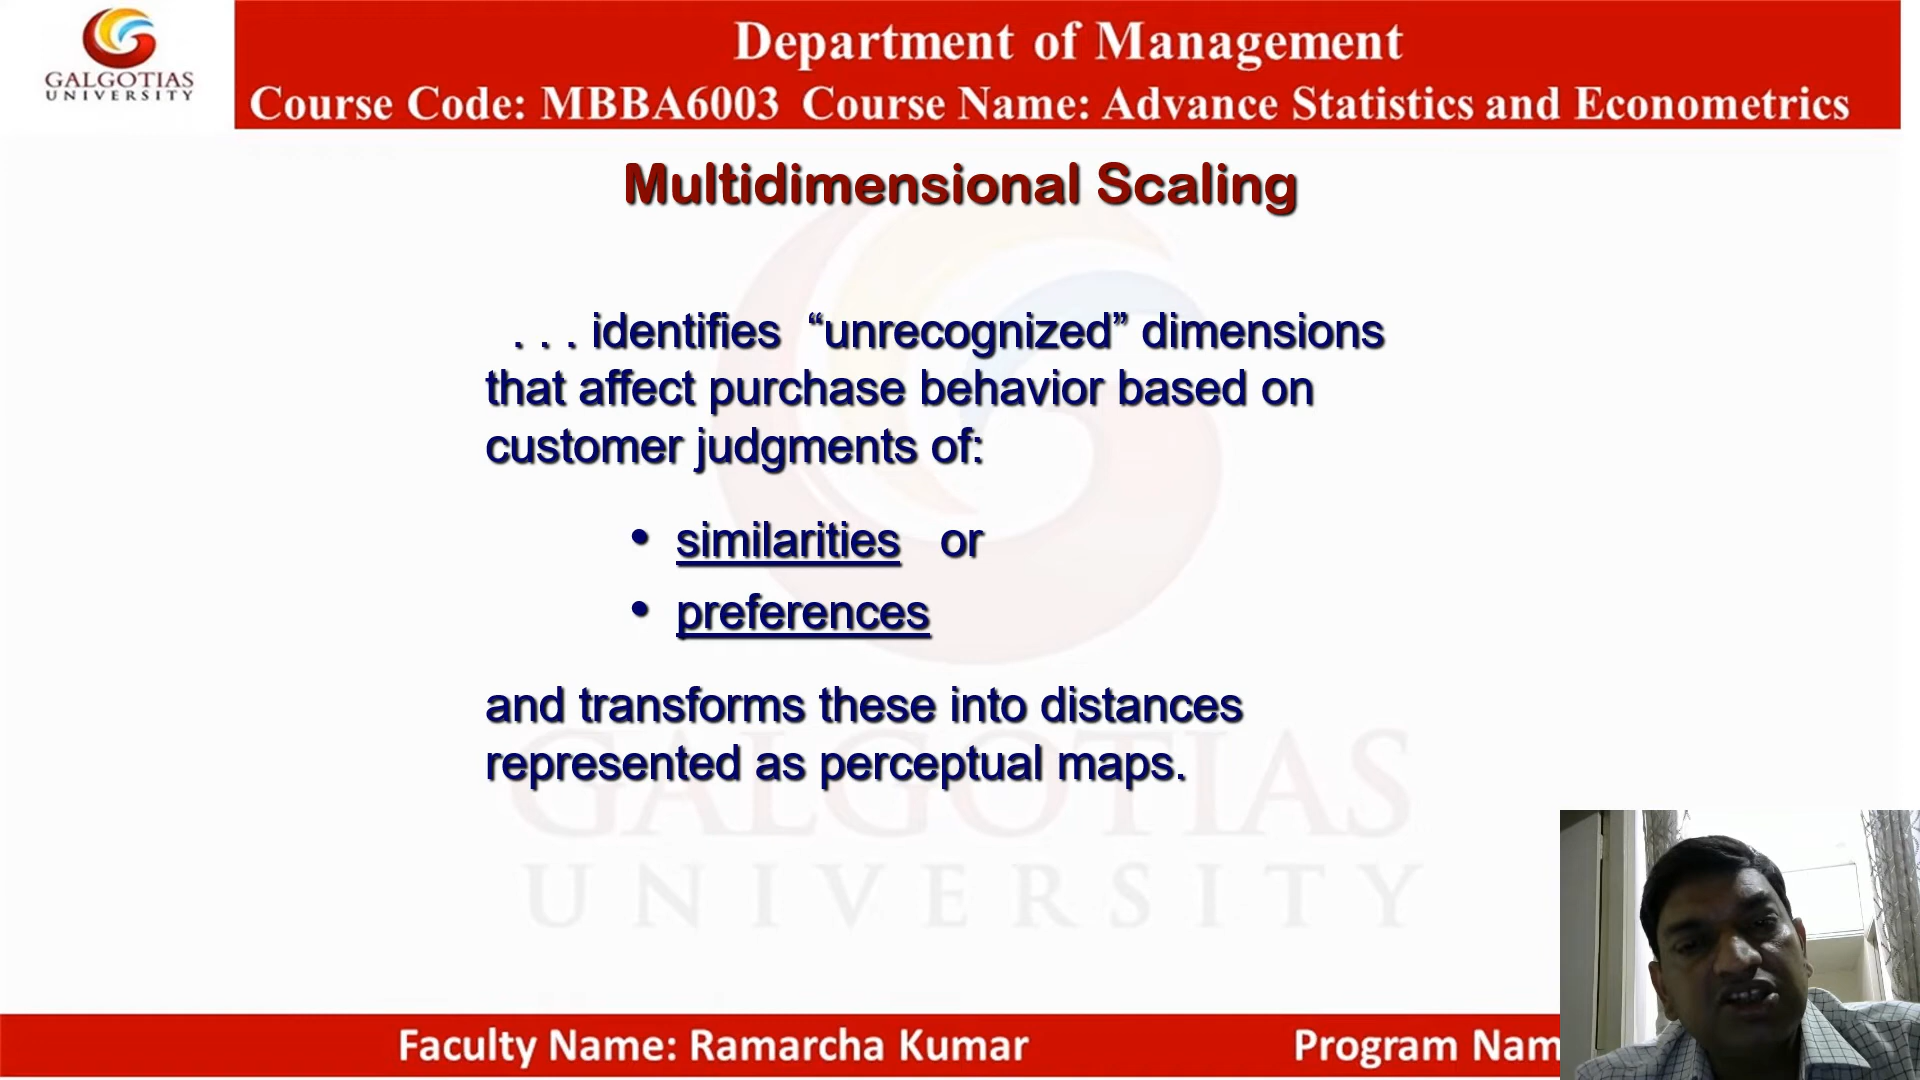 GALGOTIAS
UNIVERSITY
Department of Management
Course Code: MBBA6003 Course Name: Advance Statistics and Econometrics
Multidimensional Scaling
. . . identifies “unrecognized” dimensions
that affect purchase behavior based on
customer judgments of:
• similarities or
• preferences
and transforms these into distances
represented as perceptual maps.
GALGOTIAS
UNIVERSITY
Faculty Name: Ramarcha Kumar
Program Nam